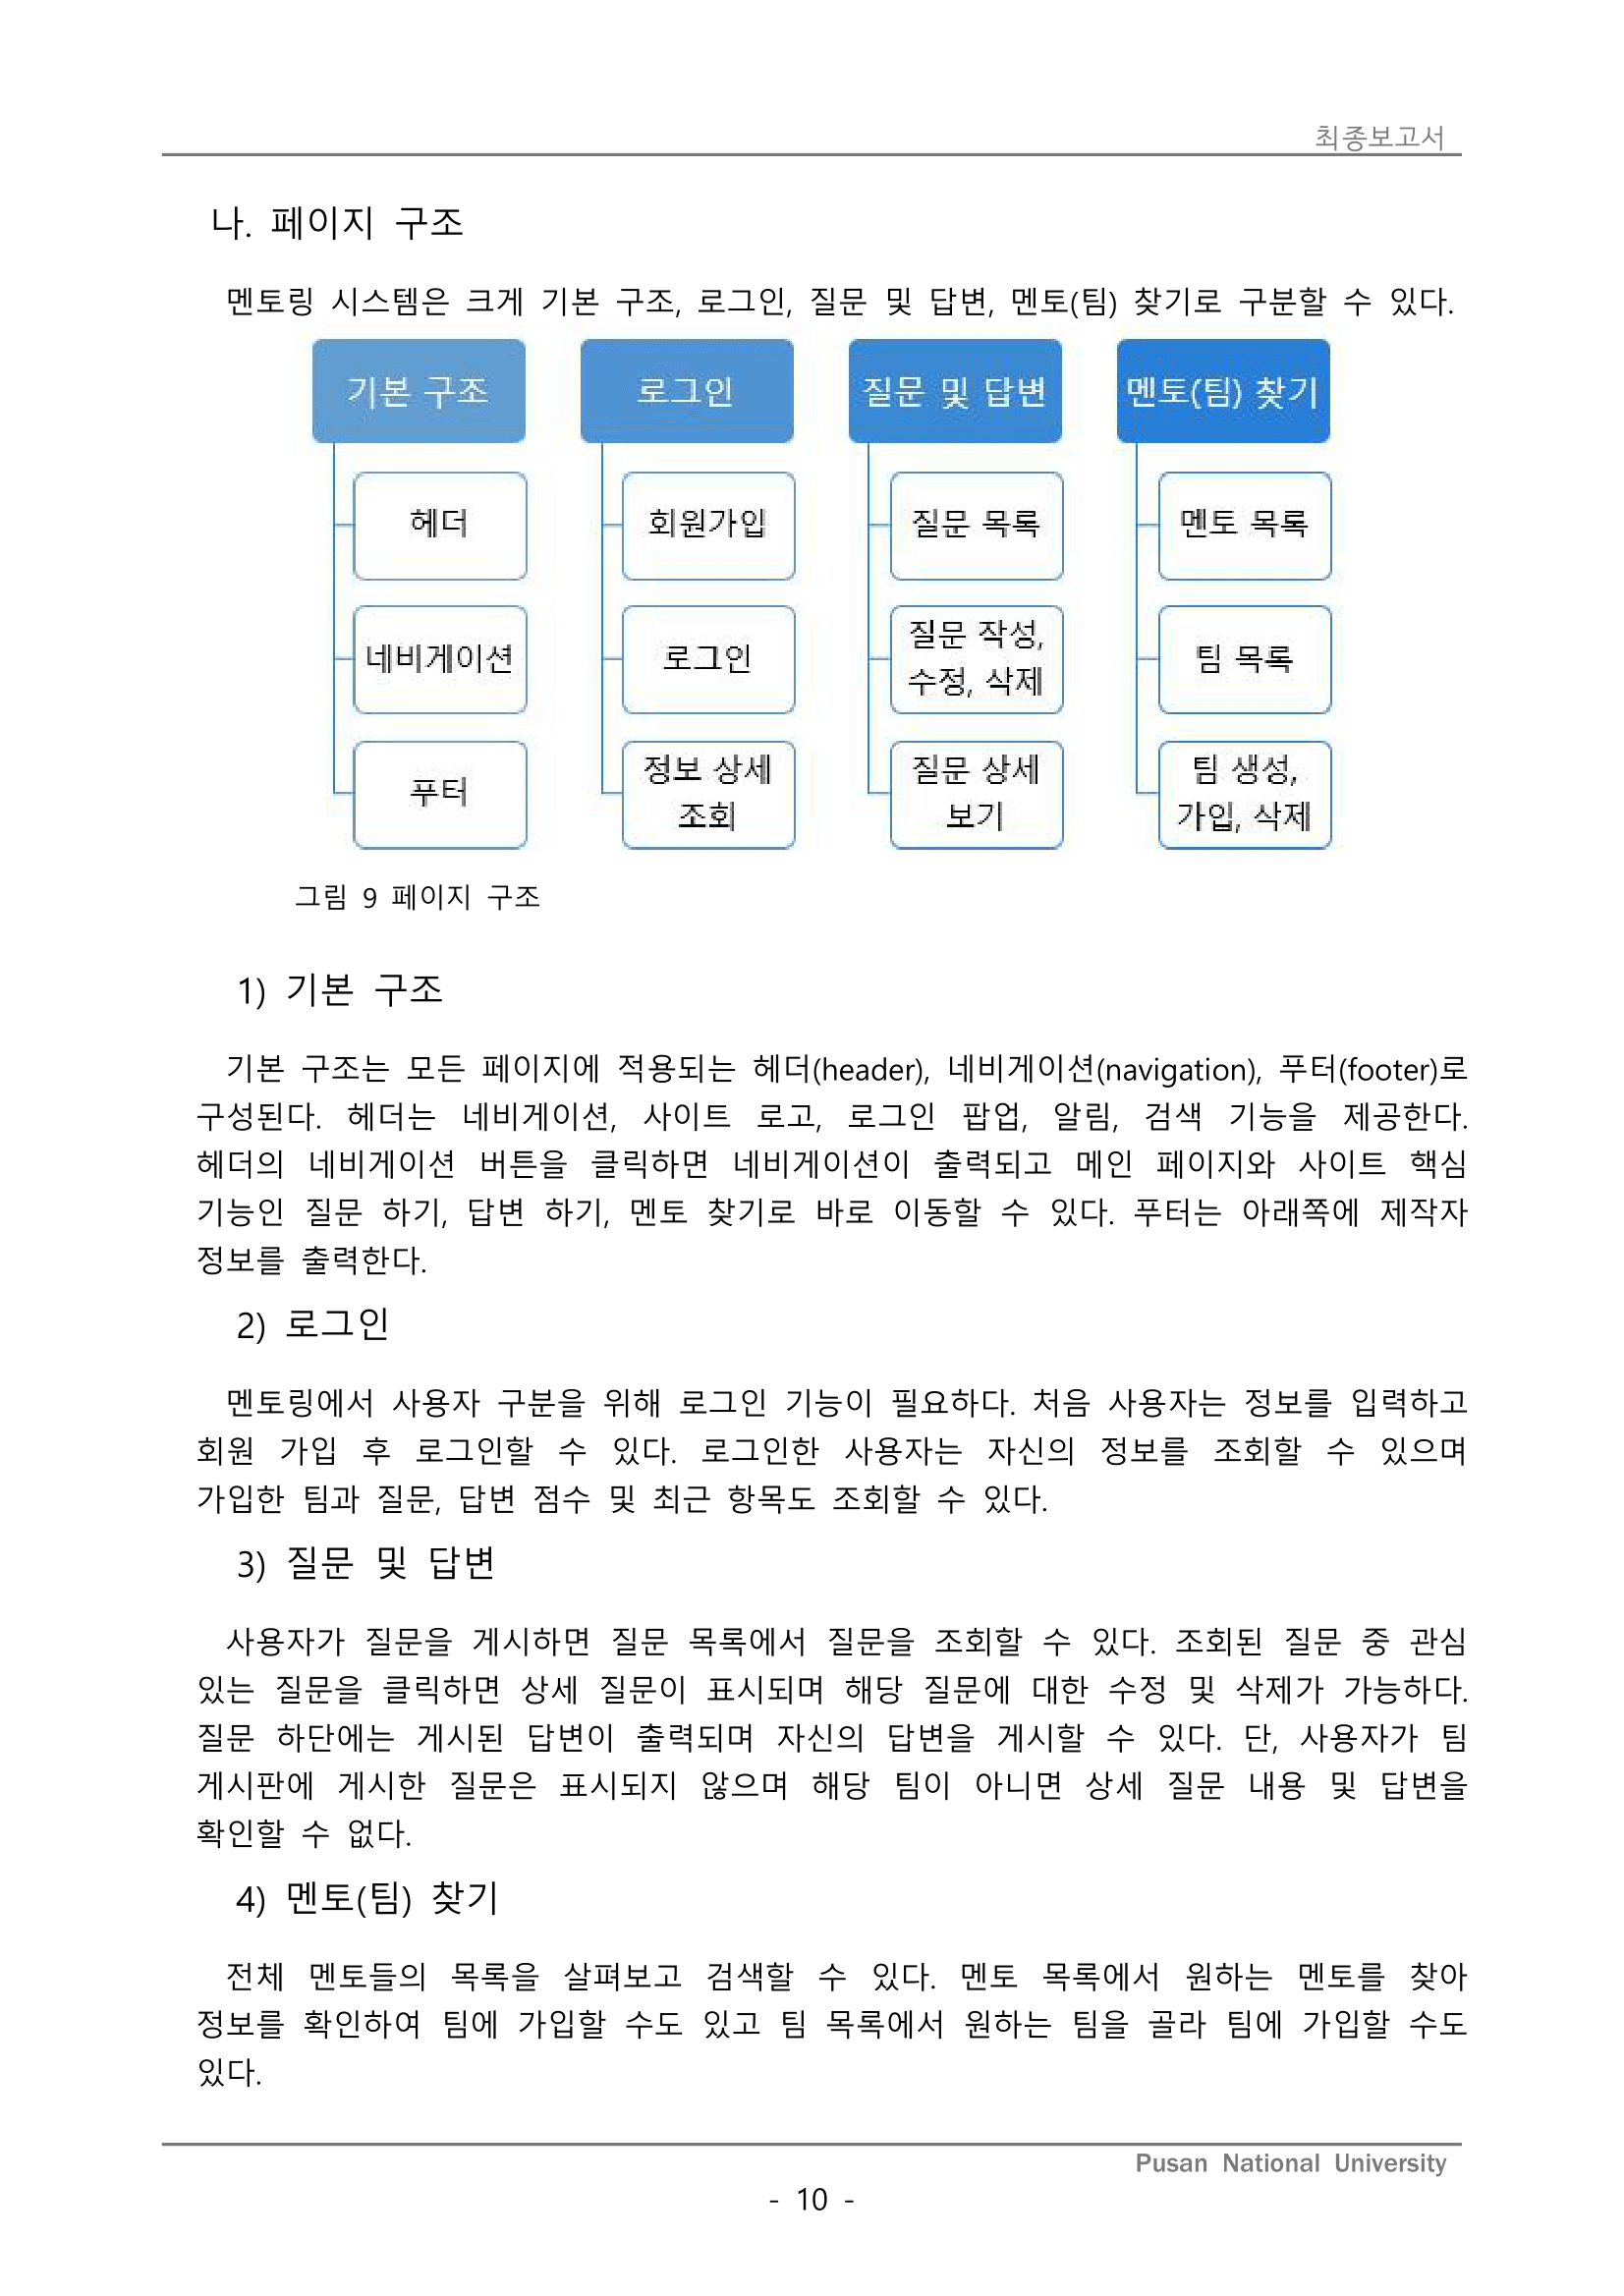 최종보고서
나. 페이지 구조
멘토링 시스템은 크게 기본 구조, 로그인, 질문 및 답변, 멘토(팀) 찾기로 구분할 수 있다.
기본 구조
로그인
질문 및 답변
멘토(팀) 찾기
헤더
회원가입
질문 목록
멘토 목록
네비게이션
로그인
질문 작성,
수정, 삭제
팀 목록
푸터
정보 상세
조회
질문 상세
보기
팀 생성,
가입, 삭제
그림 9 페이지 구조
1) 기본 구조
기본 구조는 모든 페이지에 적용되는 헤더(header), 네비게이션(navigation), 푸터(footer)로
구성된다. 헤더는 네비게이션, 사이트 로고, 로그인 팝업, 알림, 검색 기능을 제공한다.
헤더의 네비게이션 버튼을 클릭하면 네비게이션이 출력되고 메인 페이지와 사이트 핵심
기능인 질문 하기, 답변 하기, 멘토 찾기로 바로 이동할 수 있다. 푸터는 아래쪽에 제작자
정보를 출력한다.
2) 로그인
멘토링에서 사용자 구분을 위해 로그인 기능이 필요하다. 처음 사용자는 정보를 입력하고
회원 가입 후 로그인할 수 있다. 로그인한 사용자는 자신의 정보를 조회할 수 있으며
가입한 팀과 질문, 답변 점수 및 최근 항목도 조회할 수 있다.
3) 질문 및 답변
사용자가 질문을 게시하면 질문 목록에서 질문을 조회할 수 있다. 조회된 질문 중 관심
있는 질문을 클릭하면 상세 질문이 표시되며 해당 질문에 대한 수정 및 삭제가 가능하다.
질문 하단에는 게시된 답변이 출력되며 자신의 답변을 게시할 수 있다. 단, 사용자가 팀
게시판에 게시한 질문은 표시되지 않으며 해당 팀이 아니면 상세 질문 내용 및 답변을
확인할 수 없다.
4) 멘토(팀) 찾기
전체 멘토들의 목록을 살펴보고 검색할 수 있다. 멘토 목록에서 원하는 멘토를 찾아
정보를 확인하여 팀에 가입할 수도 있고 팀 목록에서 원하는 팀을 골라 팀에 가입할 수도
있다.
Pusan National University
- 10 -